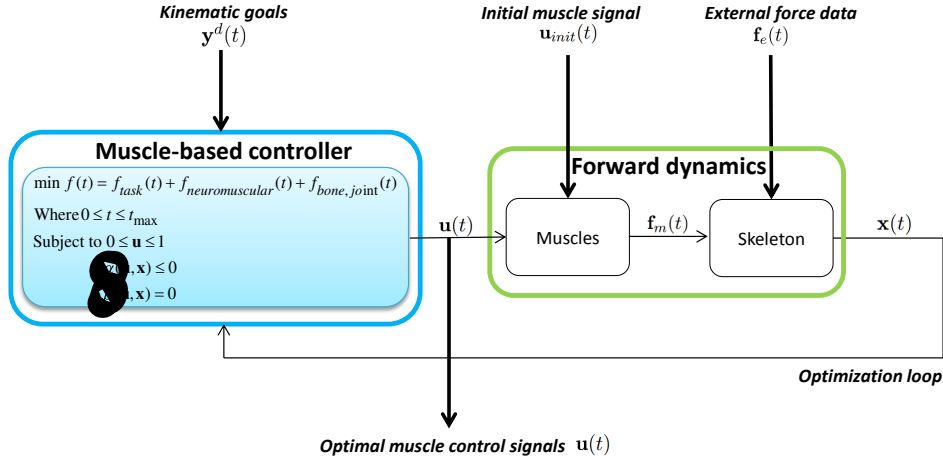 Kinematic goals
y^d(t)
Initial muscle signal
u_init(t)
External force data
f_e(t)
Muscle-based controller
min f(t) = f_task(t) + f_neuromuscular(t) + f_bone, joint(t)
Where 0 ≤ t ≤ t_max
Subject to 0 ≤ u ≤ 1
, x) ≤ 0
, x) = 0
u(t)
Forward dynamics
Muscles
f_m(t)
Skeleton
x(t)
Optimization loop
Optimal muscle control signals u(t)